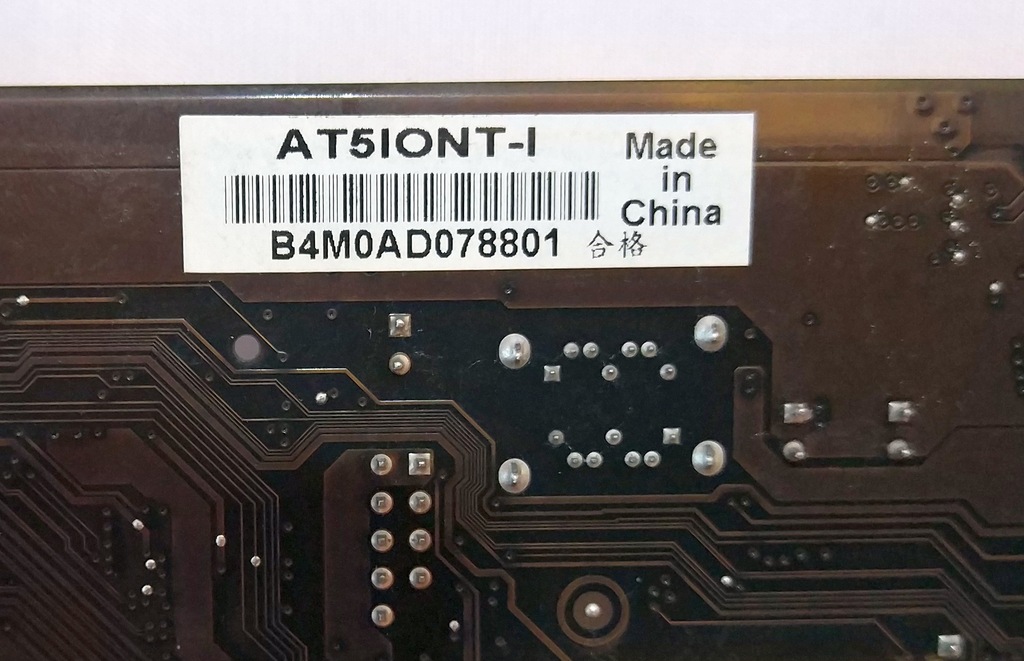 AT5IONT-I
Made
in
China
B4M0AD078801 合格